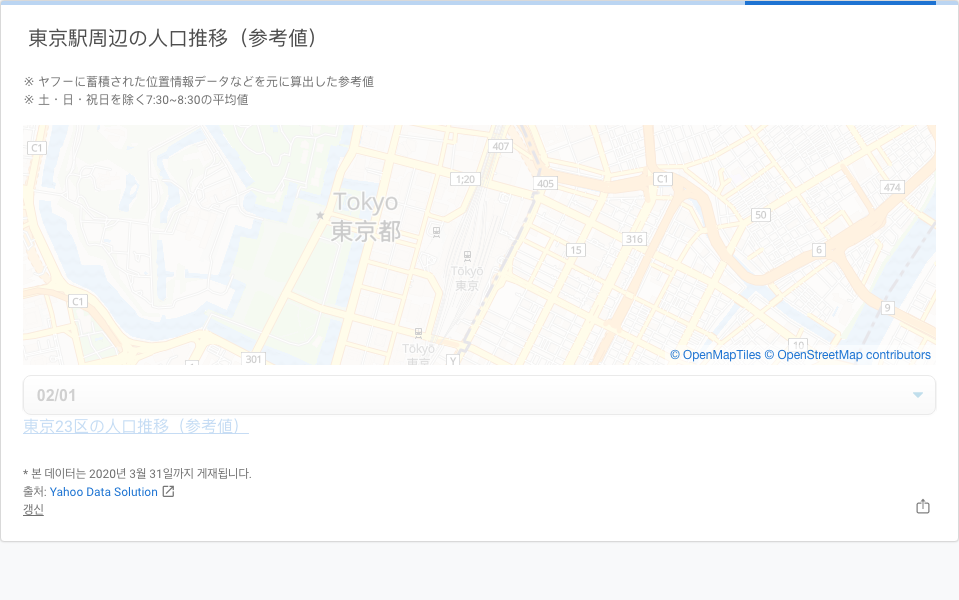 東京駅周辺の人口推移（参考値）
※ ヤフーに蓄積された位置情報データなどを元に算出した参考値
※ 土・日・祝日を除く7:30~8:30の平均値
C1
407
1;20
405
C1
474
Tokyo
東京都
50
316
15
6
Tōkyō
東京
C1
9
301
Tōkyō
東京
1
Y
10
© OpenMapTiles © OpenStreetMap contributors
02/01
東京23区の人口推移（参考値）
* 본 데이터는 2020년 3월 31일까지 게재됩니다.
출처: Yahoo Data Solution
갱신